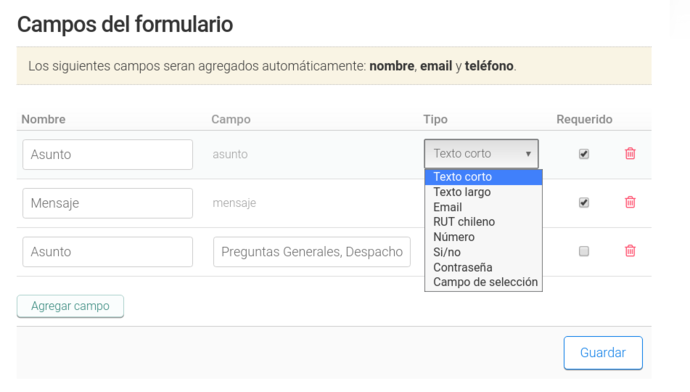 Campos del formulario
Los siguientes campos seran agregados automáticamente: nombre, email y teléfono.
Nombre Campo Tipo Requerido
Asunto asunto Texto corto
Texto corto
Texto largo
Email
RUT chileno
Número
Si/no
Contraseña
Campo de selección
Mensaje mensaje
Asunto Preguntas Generales, Despacho
Agregar campo
Guardar